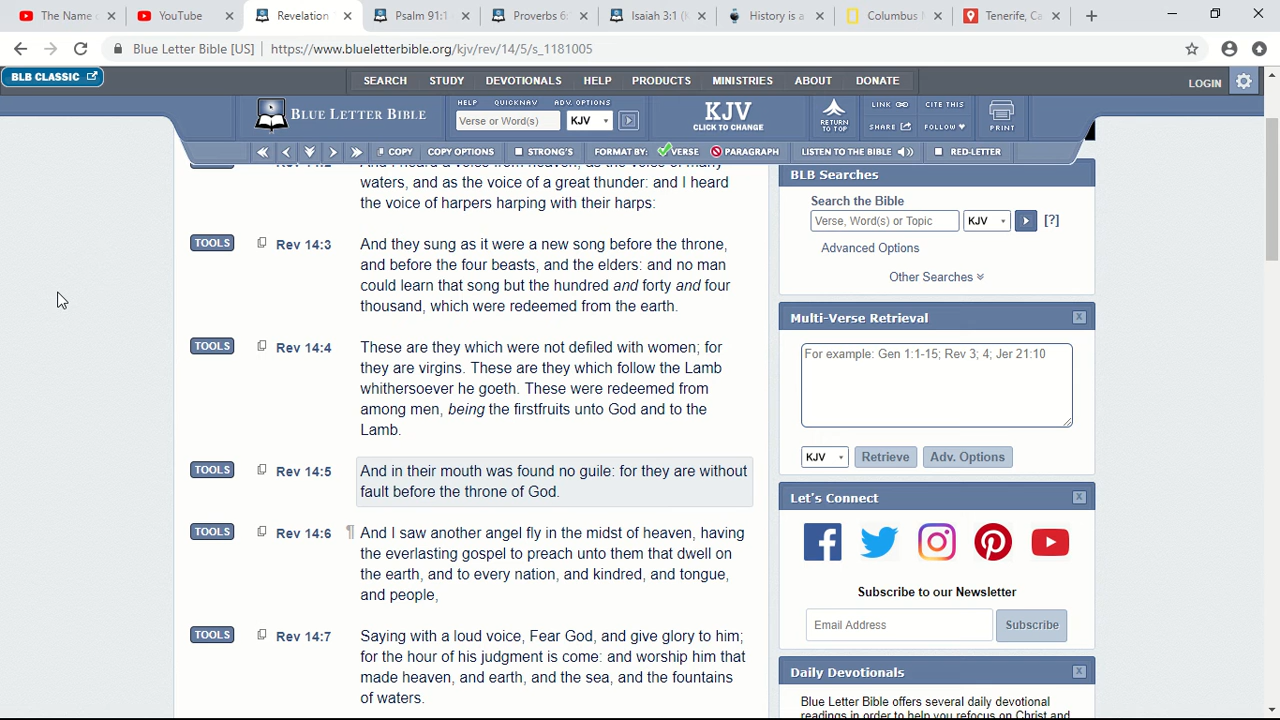 The Name
YouTube
Revelation
Psalm 91:1
Proverbs 6:
Isaiah 3:1 (
History is a
Columbus
Tenerife, Ca
Blue Letter Bible [US]
https://www.blueletterbible.org/kjv/rev/14/5/s_1181005
BLB CLASSIC
SEARCH STUDY DEVOTIONALS HELP PRODUCTS MINISTRIES ABOUT DONATE
LOGIN
BLUE LETTER BIBLE
HELP QUICKNAV ADV. OPTIONS
Verse or Word(s)
KJV
KJV
CLICK TO CHANGE
RETURN
TO TOP
LINK
CITE THIS
SHARE
FOLLOW
PRINT
COPY COPY OPTIONS STRONG'S FORMAT BY: VERSE PARAGRAPH LISTEN TO THE BIBLE RED-LETTER
waters, and as the voice of a great thunder: and I heard
the voice of harpers harping with their harps:
TOOLS
Rev 14:3
And they sung as it were a new song before the throne,
and before the four beasts, and the elders: and no man
could learn that song but the hundred and forty and four
thousand, which were redeemed from the earth.
TOOLS
Rev 14:4
These are they which were not defiled with women; for
they are virgins. These are they which follow the Lamb
whithersoever he goeth. These were redeemed from
among men, being the firstfruits unto God and to the
Lamb.
TOOLS
Rev 14:5
And in their mouth was found no guile: for they are without
fault before the throne of God.
TOOLS
Rev 14:6
¶ And I saw another angel fly in the midst of heaven, having
the everlasting gospel to preach unto them that dwell on
the earth, and to every nation, and kindred, and tongue,
and people,
TOOLS
Rev 14:7
Saying with a loud voice, Fear God, and give glory to him;
for the hour of his judgment is come: and worship him that
made heaven, and earth, and the sea, and the fountains
of waters.
BLB Searches
Search the Bible
Verse, Word(s) or Topic
KJV
[?]
Advanced Options
Other Searches
Multi-Verse Retrieval
For example: Gen 1:1-15; Rev 3; 4; Jer 21:10
KJV
Retrieve
Adv. Options
Let's Connect
Subscribe to our Newsletter
Email Address
Subscribe
Daily Devotionals
Blue Letter Bible offers several daily devotional
readings in order to help you refocus on Christ and